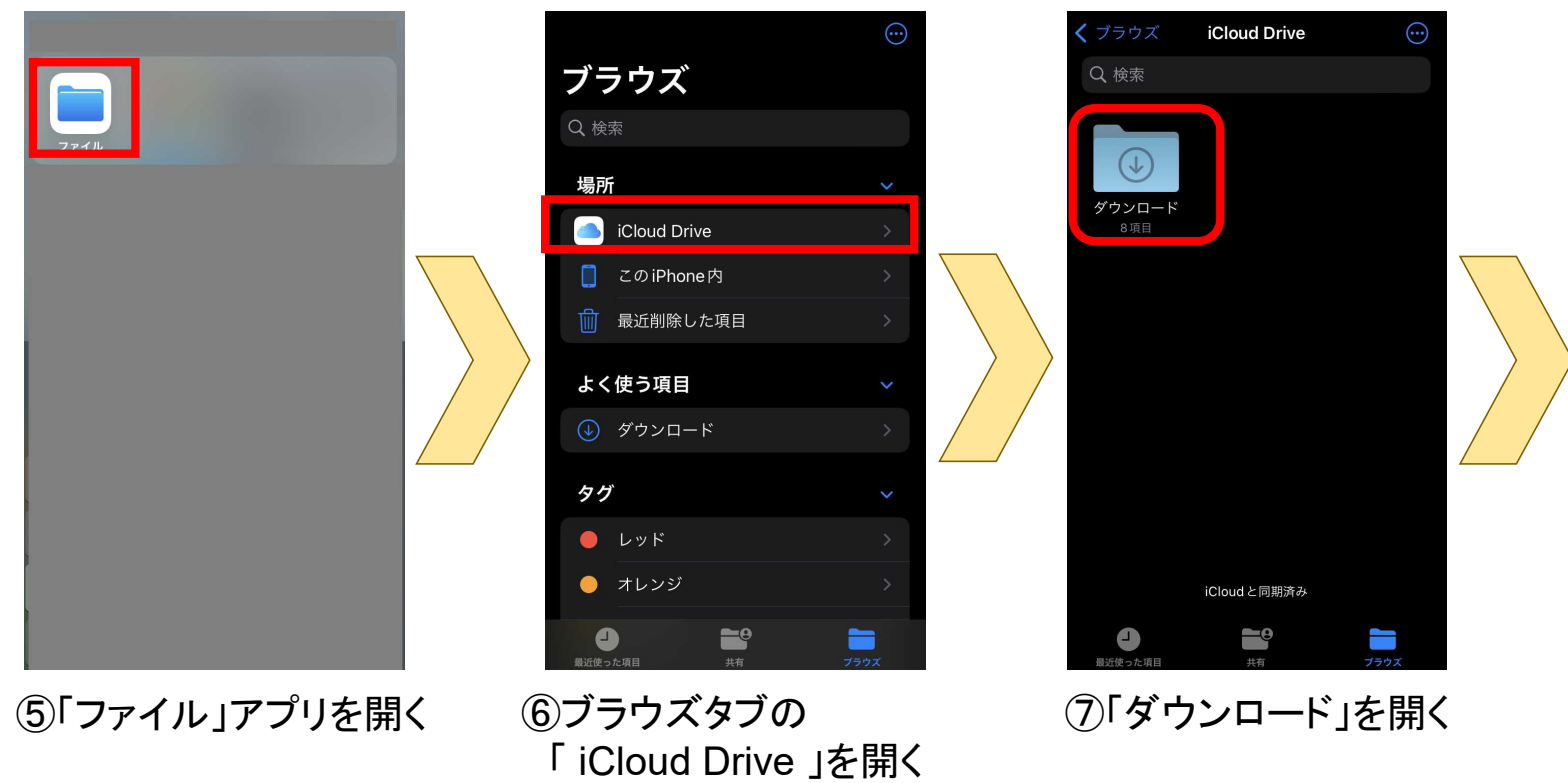 ファイル
⑤「ファイル」アプリを開く
ブラウズ
検索
場所
iCloud Drive
このiPhone内
最近削除した項目
よく使う項目
ダウンロード
タグ
レッド
オレンジ
最近使った項目 共有 ブラウズ
⑥ブラウズタブの
「 iCloud Drive 」を開く
ブラウズ iCloud Drive
検索
ダウンロード
8項目
iCloudと同期済み
最近使った項目 共有 ブラウズ
⑦「ダウンロード」を開く